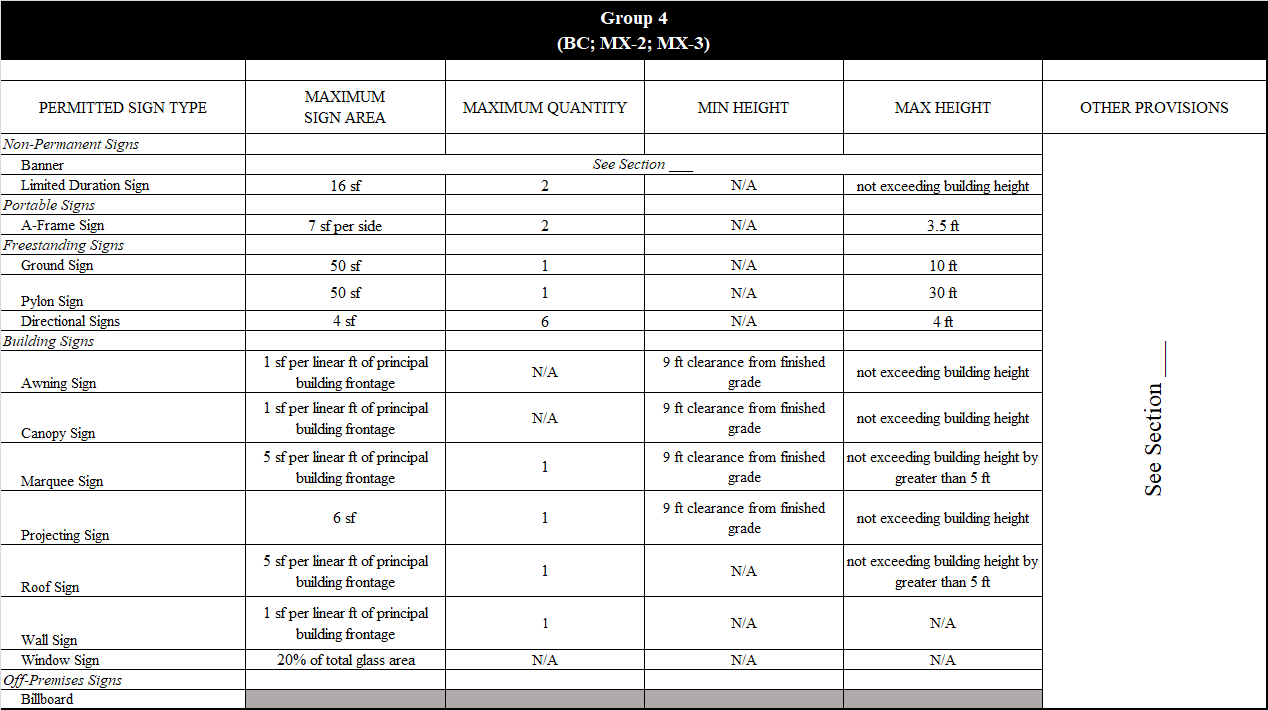 Group 4
(BC; MX-2; MX-3)
PERMITTED SIGN TYPE MAXIMUM SIGN AREA MAXIMUM QUANTITY MIN HEIGHT MAX HEIGHT OTHER PROVISIONS
Non-Permanent Signs
Banner See Section ___
Limited Duration Sign 16 sf 2 N/A not exceeding building height
Portable Signs
A-Frame Sign 7 sf per side 2 N/A 3.5 ft
Freestanding Signs
Ground Sign 50 sf 1 N/A 10 ft
Pylon Sign 50 sf 1 N/A 30 ft
Directional Signs 4 sf 6 N/A 4 ft
Building Signs
Awning Sign 1 sf per linear ft of principal building frontage N/A 9 ft clearance from finished grade not exceeding building height
Canopy Sign 1 sf per linear ft of principal building frontage N/A 9 ft clearance from finished grade not exceeding building height
Marquee Sign 5 sf per linear ft of principal building frontage 1 9 ft clearance from finished grade not exceeding building height by greater than 5 ft
Projecting Sign 6 sf 1 9 ft clearance from finished grade not exceeding building height
Roof Sign 5 sf per linear ft of principal building frontage 1 N/A not exceeding building height by greater than 5 ft
Wall Sign 1 sf per linear ft of principal building frontage 1 N/A N/A
Window Sign 20% of total glass area N/A N/A N/A
Off-Premises Signs
Billboard
See Section ___